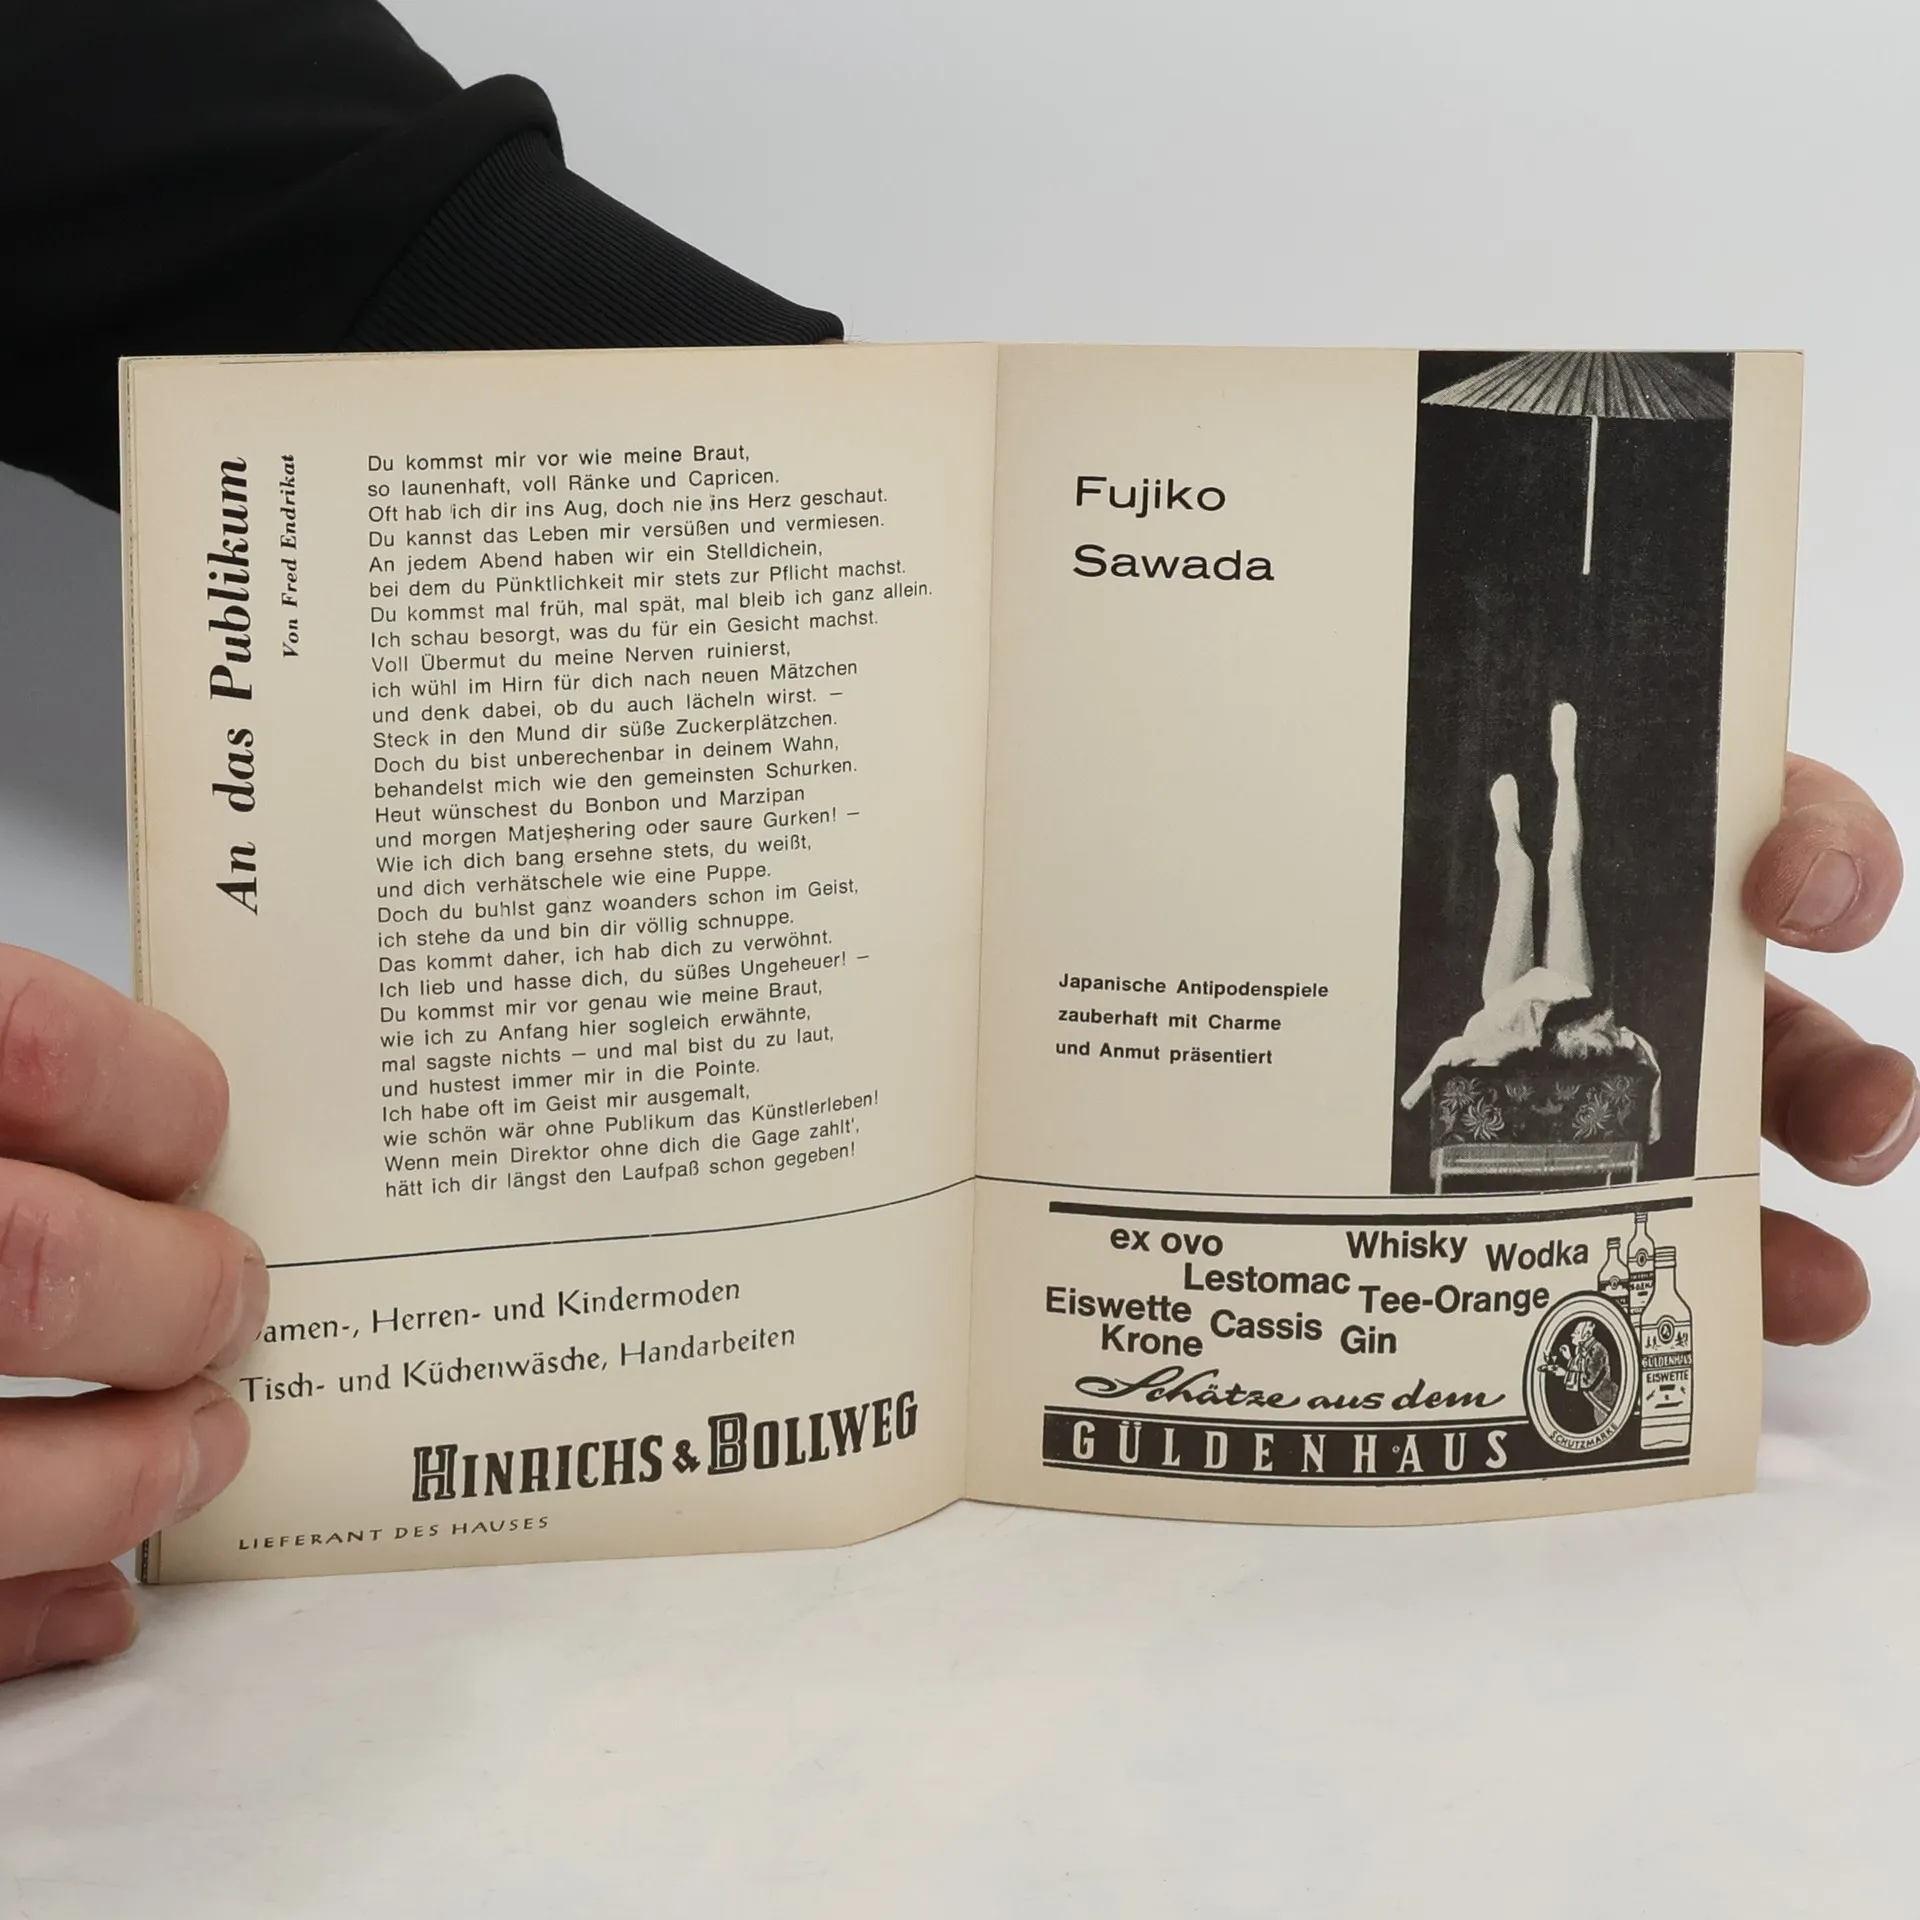 An das Publikum
Von Fred Endrikat
Du kommst mir vor wie meine Braut,
so launenhaft, voll Ränke und Capricen.
Oft hab ich dir ins Aug, doch nie ins Herz geschaut.
Du kannst das Leben mir versüßen und vermiesen.
An jedem Abend haben wir ein Stelldichein,
bei dem du Pünktlichkeit mir stets zur Pflicht machst.
Du kommst mal früh, mal spät, mal bleib ich ganz allein.
Ich schau besorgt, was du für ein Gesicht machst.
Voll Übermut du meine Nerven ruinierst,
ich wühl im Hirn für dich nach neuen Mätzchen
und denk dabei, ob du auch lächeln wirst. –
Steck in den Mund dir süße Zuckerplätzchen.
Doch du bist unberechenbar in deinem Wahn,
behandelst mich wie den gemeinsten Schurken.
Heut wünschest du Bonbon und Marzipan
und morgen Matjeshering oder saure Gurken! –
Wie ich dich bang ersehne stets, du weißt,
und dich verhätschele wie eine Puppe.
Doch du buhlst ganz woanders schon im Geist,
ich stehe da und bin dir völlig schnuppe.
Das kommt daher, ich hab dich zu verwöhnt.
Ich lieb und hasse dich, du süßes Ungeheuer! –
Du kommst mir vor genau wie meine Braut,
wie ich zu Anfang hier sogleich erwähnte,
mal sagste nichts – und mal bist du zu laut,
und hustest immer mir in die Pointe.
Ich habe oft im Geist mir ausgemalt,
wie schön wär ohne Publikum das Künstlerleben!
Wenn mein Direktor ohne dich die Gage zahlt',
hätt ich dir längst den Laufpaß schon gegeben!
amen-, Herren- und Kindermoden
Tisch- und Küchenwäsche, Handarbeiten
HINRICHS & BOLLWEG
LIEFERANT DES HAUSES
Fujiko
Sawada
Japanische Antipodenspiele
zauberhaft mit Charme
und Anmut präsentiert
ex ovo Whisky Wodka
Lestomac Tee-Orange
Eiswette Cassis Gin
Krone
Schätze aus dem
GÜLDENHAUS
SCHUTZMARKE
GÜLDENHAUS
EISWETTE